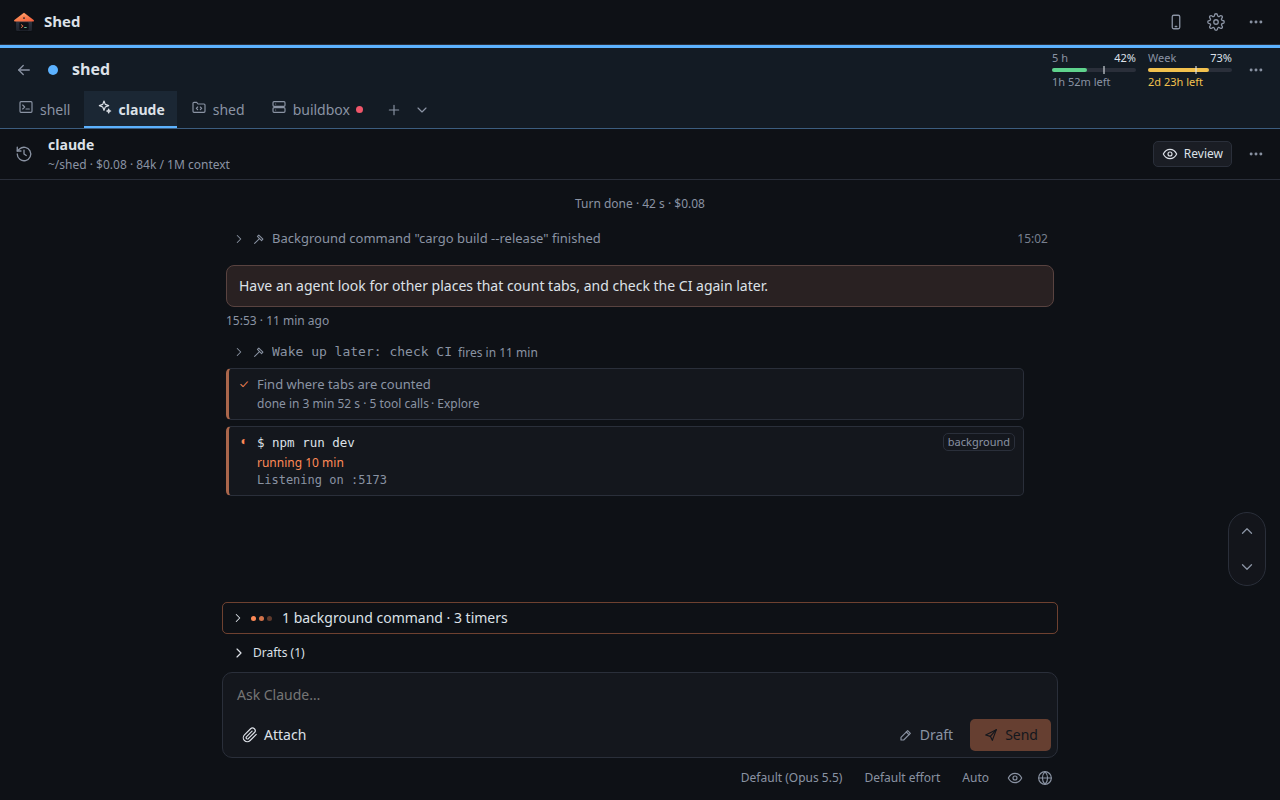 Shed
shed
5 h 42%
1h 52m left
Week 73%
2d 23h left
shell
claude
shed
buildbox
claude
~/shed · $0.08 · 84k / 1M context
Review
Turn done · 42 s · $0.08
Background command "cargo build --release" finished 15:02
Have an agent look for other places that count tabs, and check the CI again later.
15:53 · 11 min ago
Wake up later: check CI fires in 11 min
Find where tabs are counted
done in 3 min 52 s · 5 tool calls · Explore
$ npm run dev background
running 10 min
Listening on :5173
1 background command · 3 timers
Drafts (1)
Ask Claude...
Attach
Draft
Send
Default (Opus 5.5) Default effort Auto